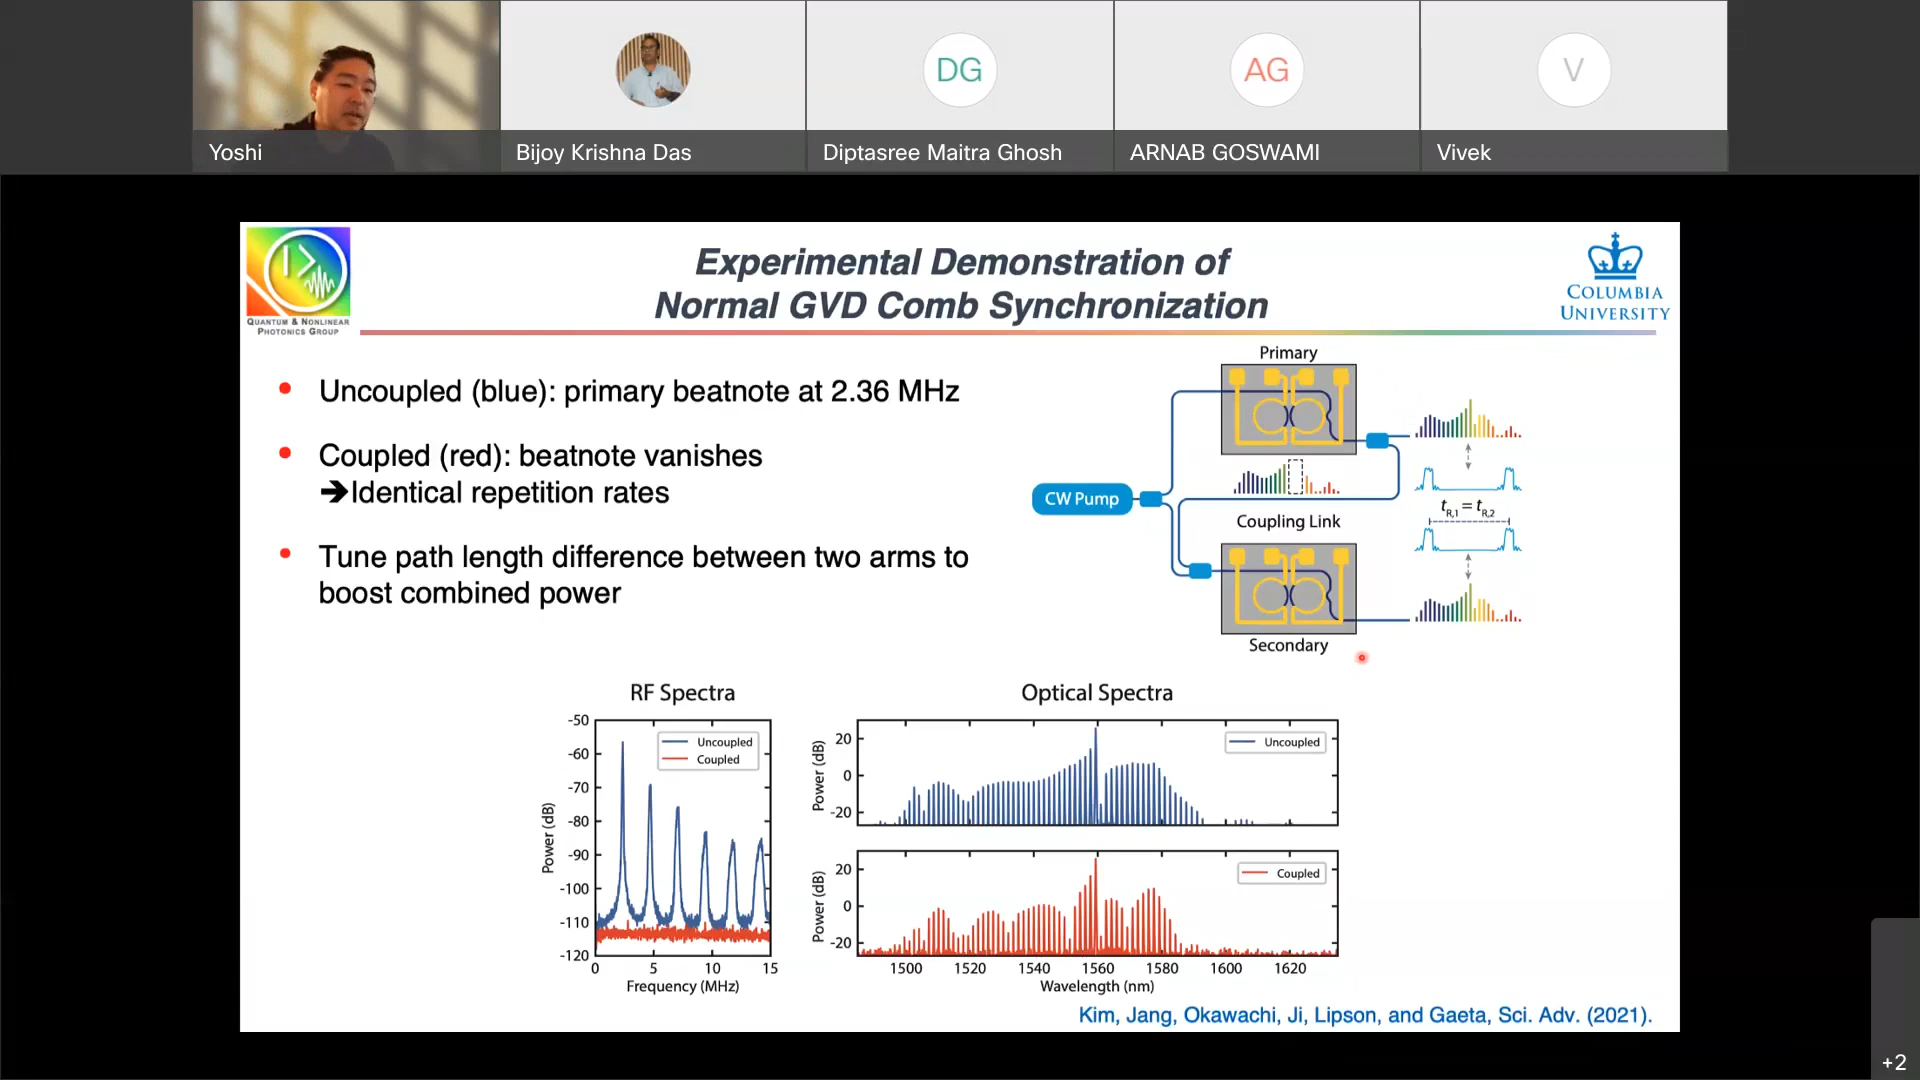 DG
AG
V
Yoshi
Bijoy Krishna Das
Diptasree Maitra Ghosh
ARNAB GOSWAMI
Vivek
QUANTUM & NONLINEAR
PHOTONICS GROUP
Experimental Demonstration of
Normal GVD Comb Synchronization
COLUMBIA
UNIVERSITY
• Uncoupled (blue): primary beatnote at 2.36 MHz
• Coupled (red): beatnote vanishes
➔Identical repetition rates
• Tune path length difference between two arms to
boost combined power
Primary
CW Pump
Coupling Link
tR,1 = tR,2
Secondary
RF Spectra
Power (dB)
-50
-60
-70
-80
-90
-100
-110
-120
Uncoupled
Coupled
0 5 10 15
Frequency (MHz)
Optical Spectra
Power (dB)
20
0
-20
Uncoupled
Power (dB)
20
0
-20
Coupled
1500 1520 1540 1560 1580 1600 1620
Wavelength (nm)
Kim, Jang, Okawachi, Ji, Lipson, and Gaeta, Sci. Adv. (2021).
+2